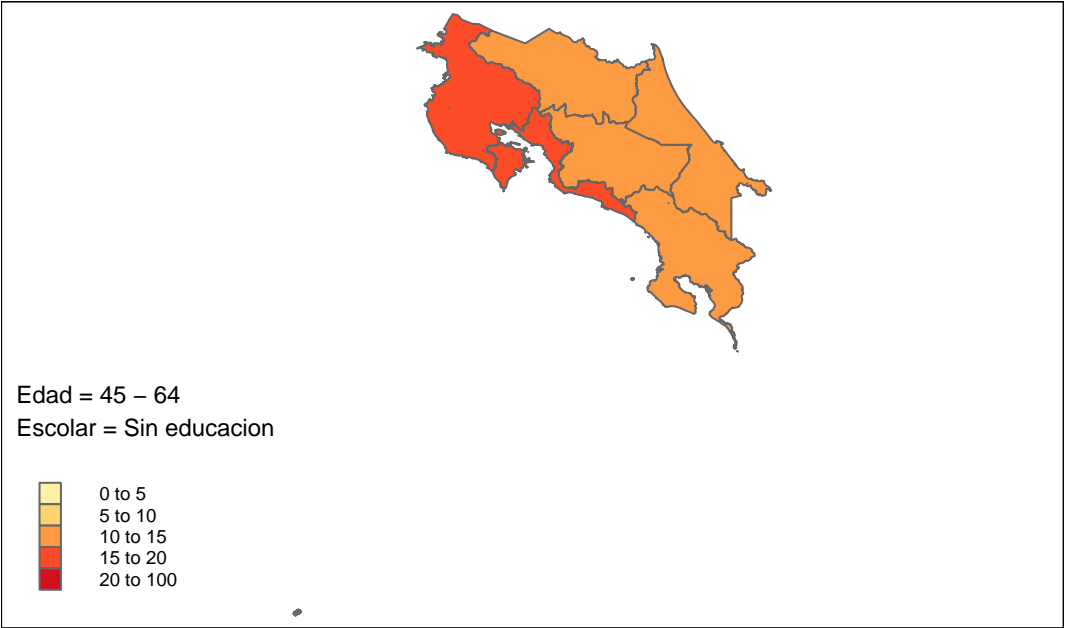 Edad = 45 − 64
Escolar = Sin educacion
0 to 5
5 to 10
10 to 15
15 to 20
20 to 100